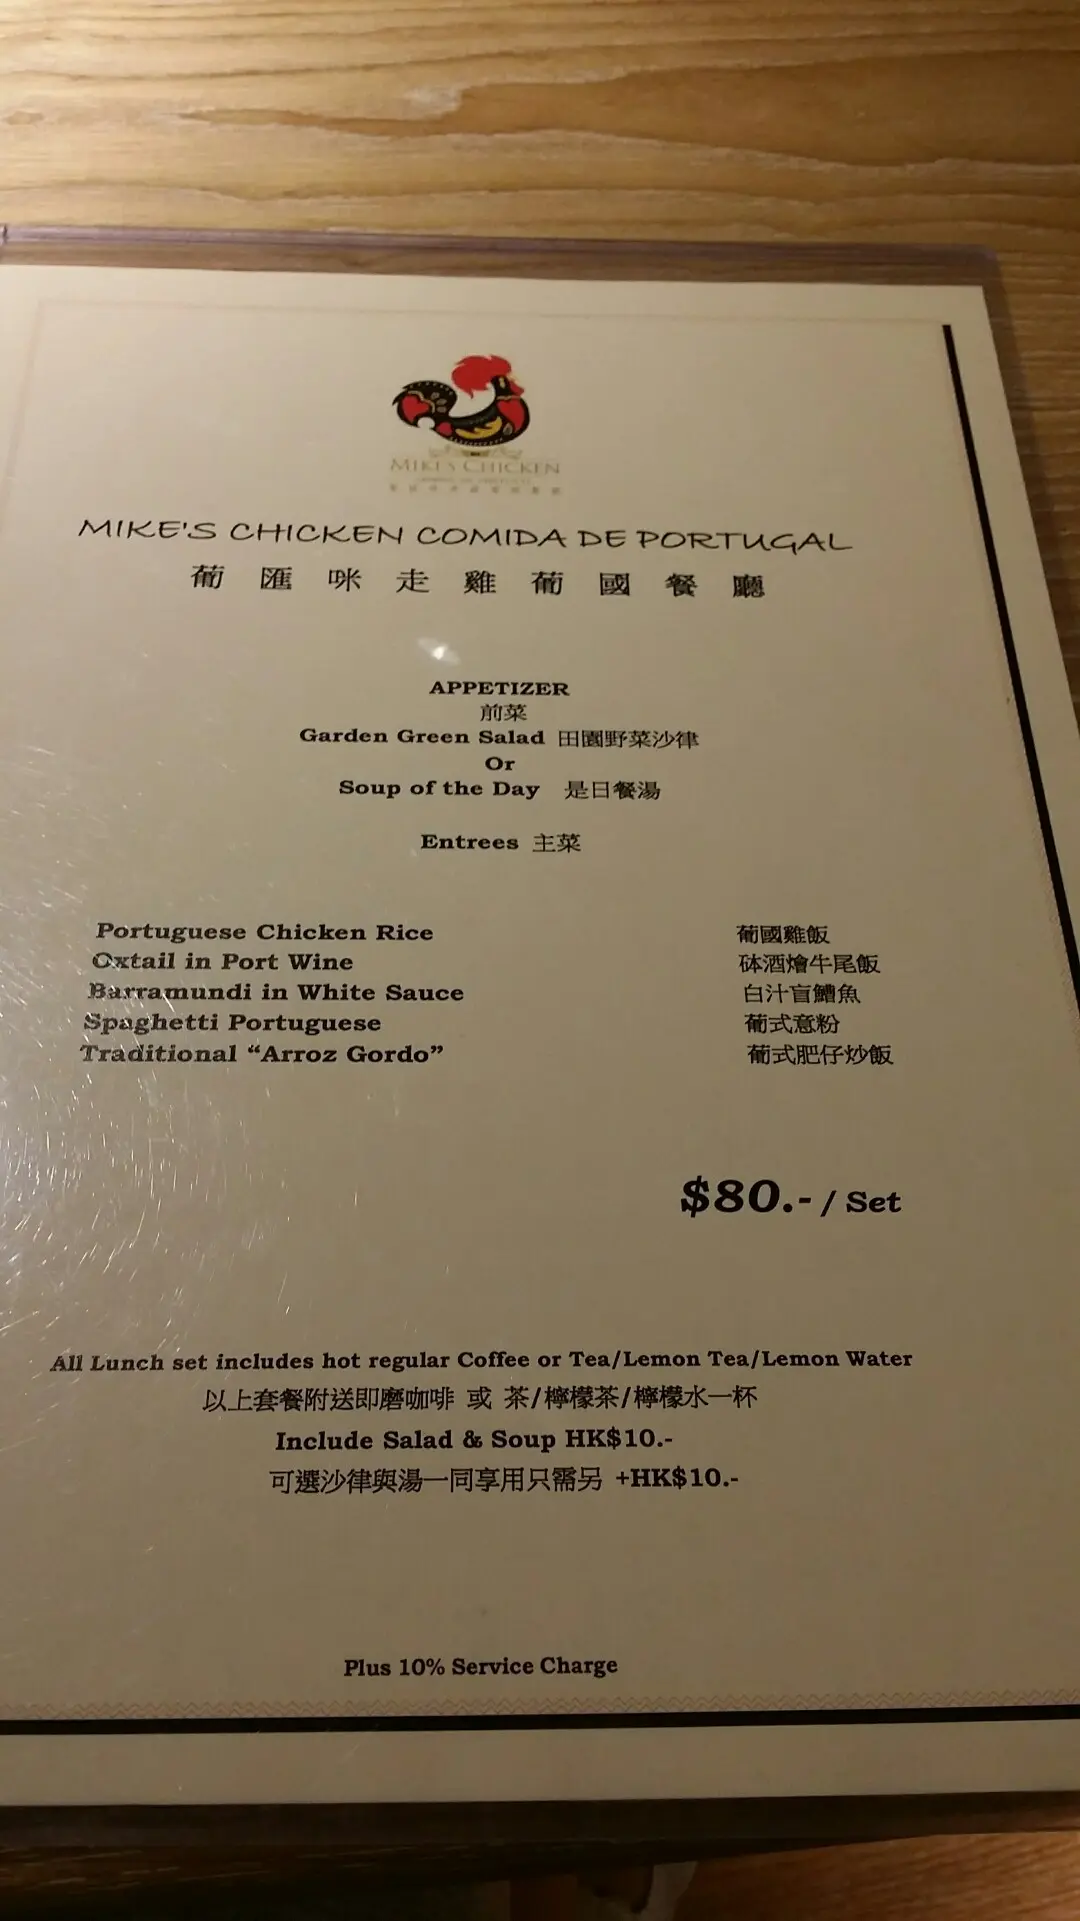 MIKE'S CHICKEN
MIKE'S CHICKEN COMIDA DE PORTUGAL
葡匯咪走雞葡國餐廳
APPETIZER
前菜
Garden Green Salad 田園野菜沙律
Or
Soup of the Day 是日餐湯
Entrees 主菜
Portuguese Chicken Rice 葡國雞飯
Oxtail in Port Wine 砵酒燴牛尾飯
Barramundi in White Sauce 白汁盲鰽魚
Spaghetti Portuguese 葡式意粉
Traditional “Arroz Gordo” 葡式肥仔炒飯
$80.- / Set
All Lunch set includes hot regular Coffee or Tea/Lemon Tea/Lemon Water
以上套餐附送即磨咖啡 或 茶/檸檬茶/檸檬水一杯
Include Salad & Soup HK$10.-
可選沙律與湯一同享用只需另 +HK$10.-
Plus 10% Service Charge